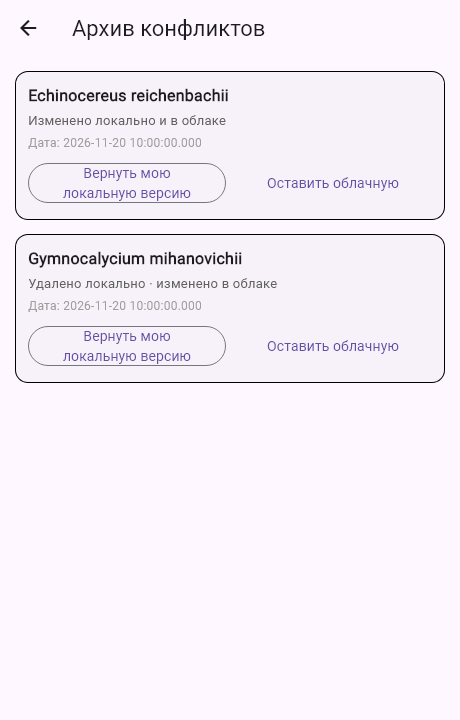 Архив конфликтов
Echinocereus reichenbachii
Изменено локально и в облаке
Дата: 2026-11-20 10:00:00.000
Вернуть мою
локальную версию
Оставить облачную
Gymnocalycium mihanovichii
Удалено локально · изменено в облаке
Дата: 2026-11-20 10:00:00.000
Вернуть мою
локальную версию
Оставить облачную